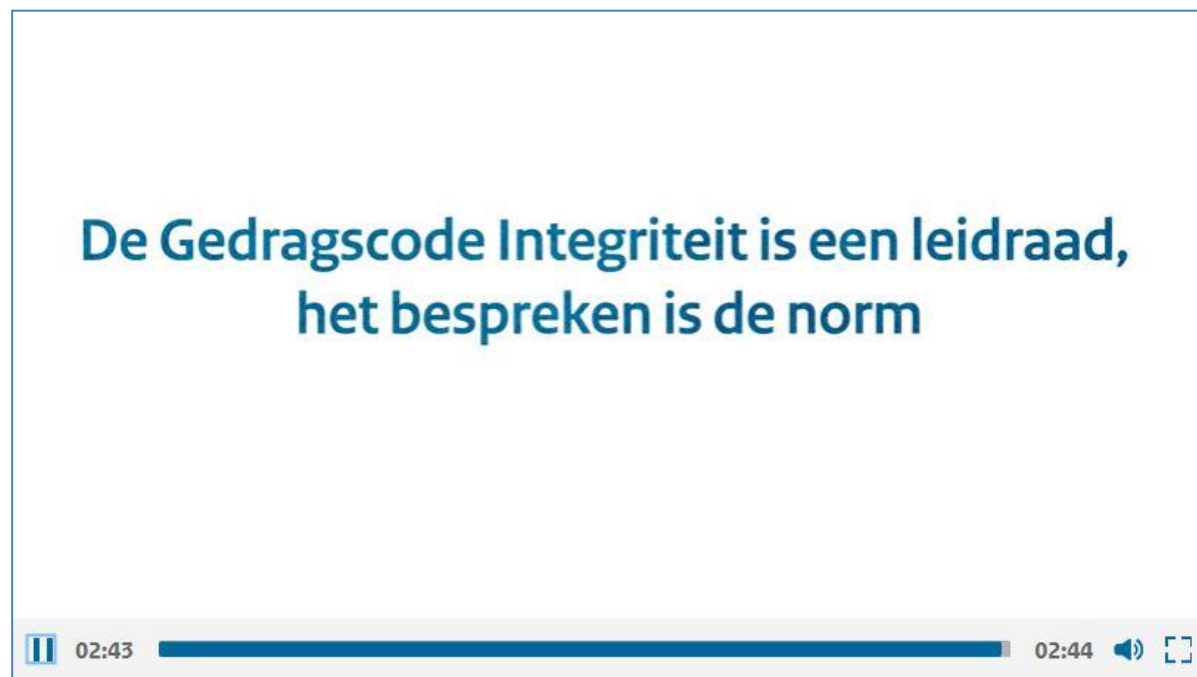 De Gedragscode Integriteit is een leidraad,
het bespreken is de norm
02:43 02:44